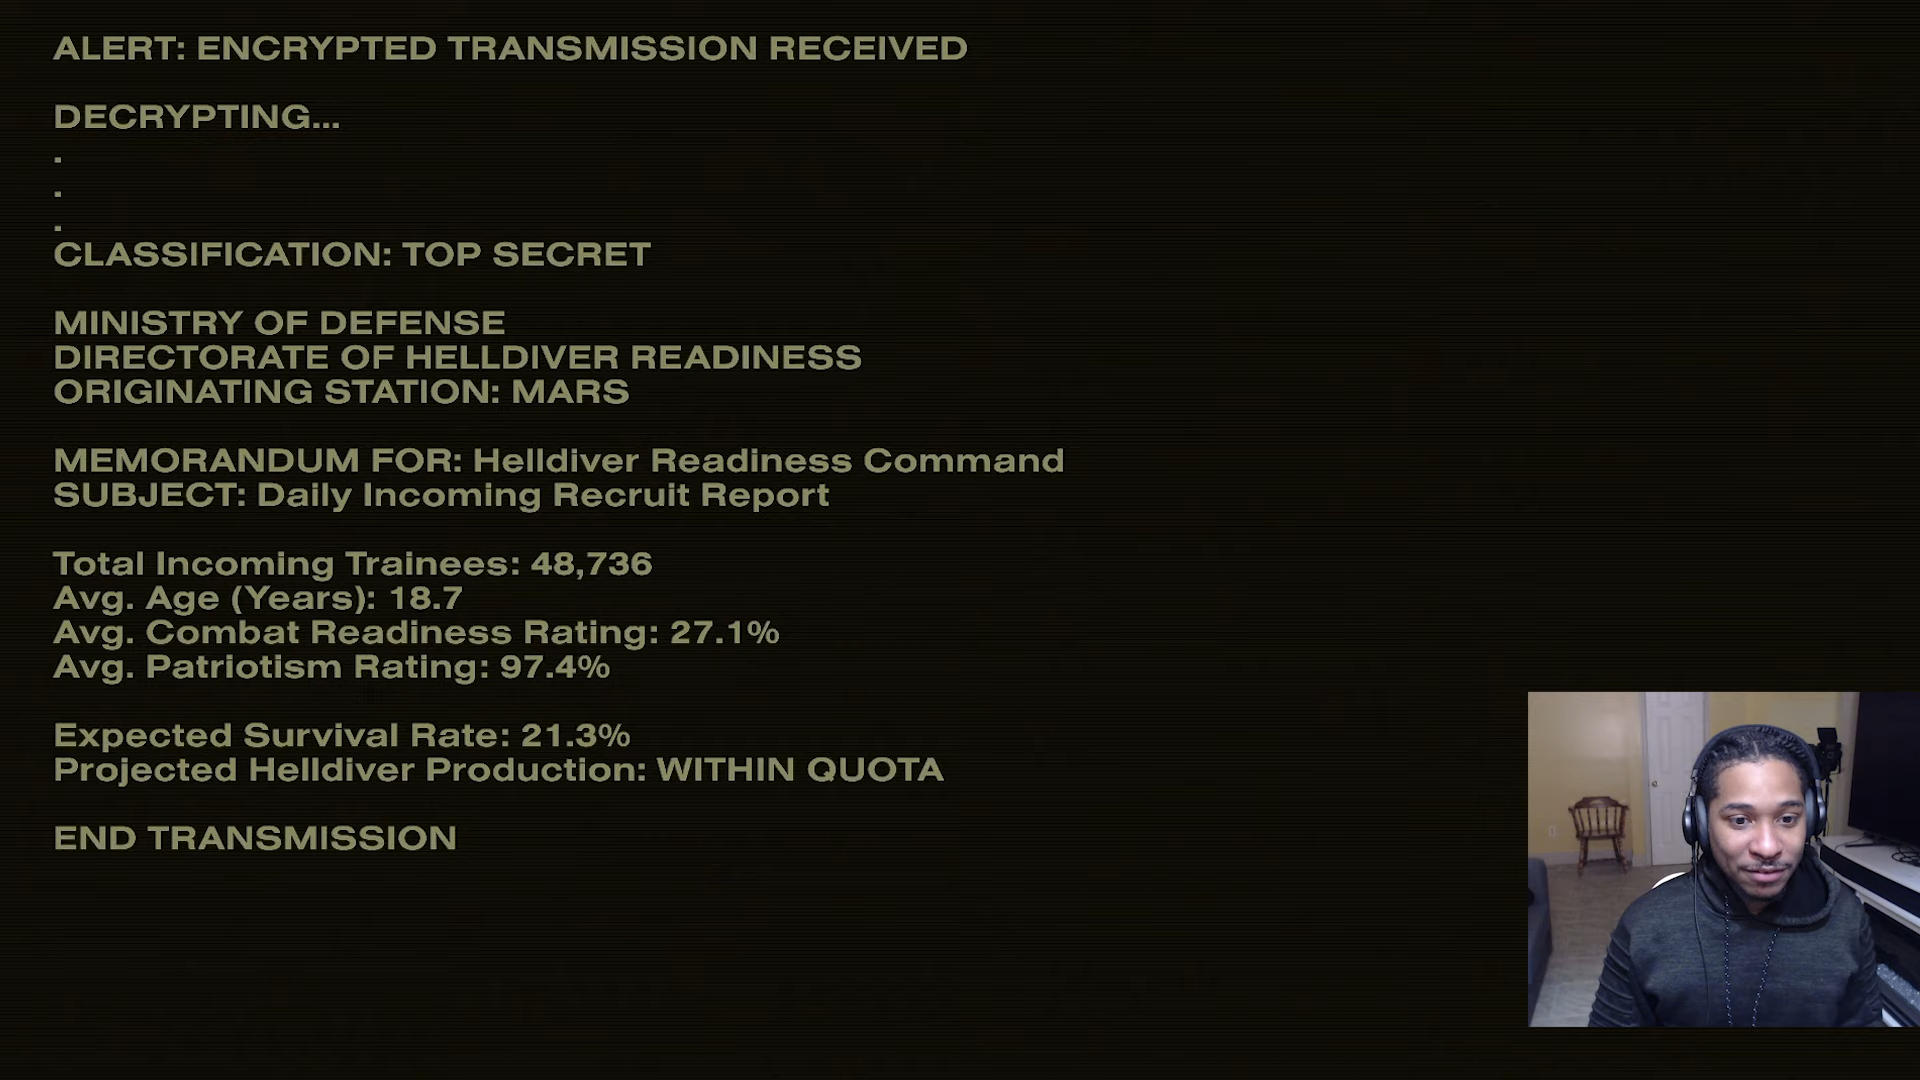 ALERT: ENCRYPTED TRANSMISSION RECEIVED
DECRYPTING...
.
.
.
CLASSIFICATION: TOP SECRET
MINISTRY OF DEFENSE
DIRECTORATE OF HELLDIVER READINESS
ORIGINATING STATION: MARS
MEMORANDUM FOR: Helldiver Readiness Command
SUBJECT: Daily Incoming Recruit Report
Total Incoming Trainees: 48,736
Avg. Age (Years): 18.7
Avg. Combat Readiness Rating: 27.1%
Avg. Patriotism Rating: 97.4%
Expected Survival Rate: 21.3%
Projected Helldiver Production: WITHIN QUOTA
END TRANSMISSION